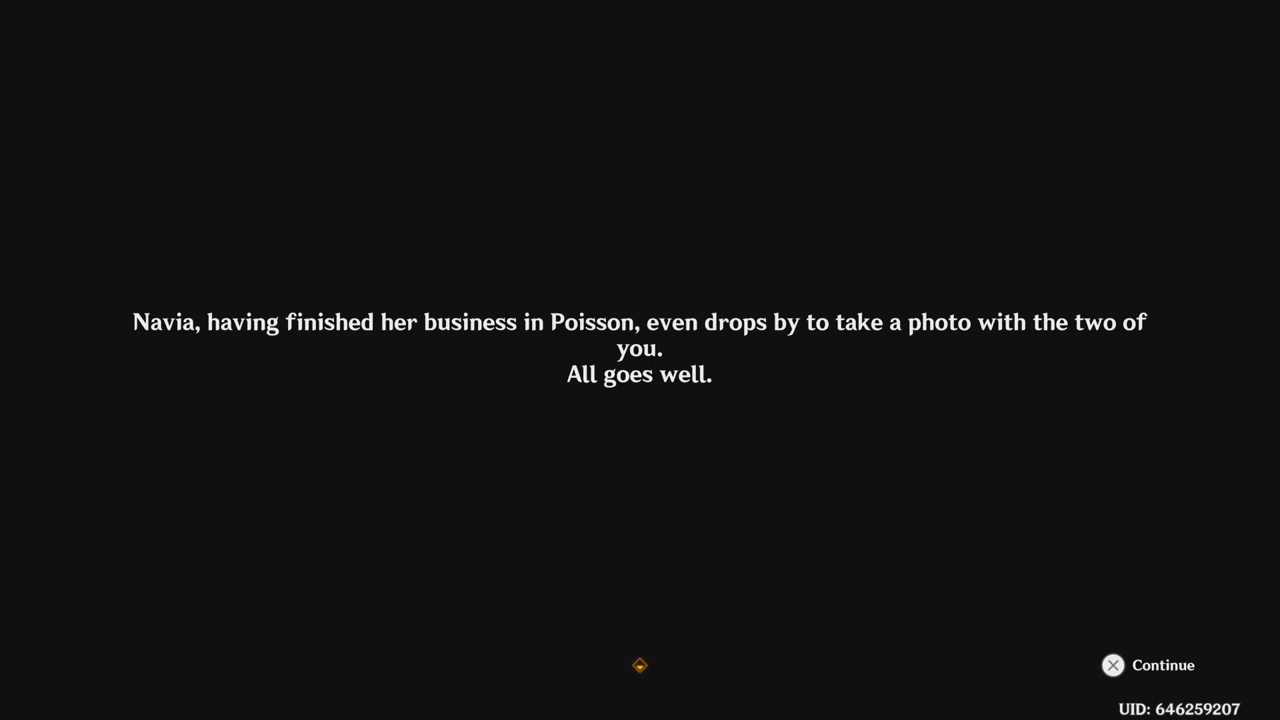 Navia, having finished her business in Poisson, even drops by to take a photo with the two of
you.
All goes well.
Continue
UID: 646259207